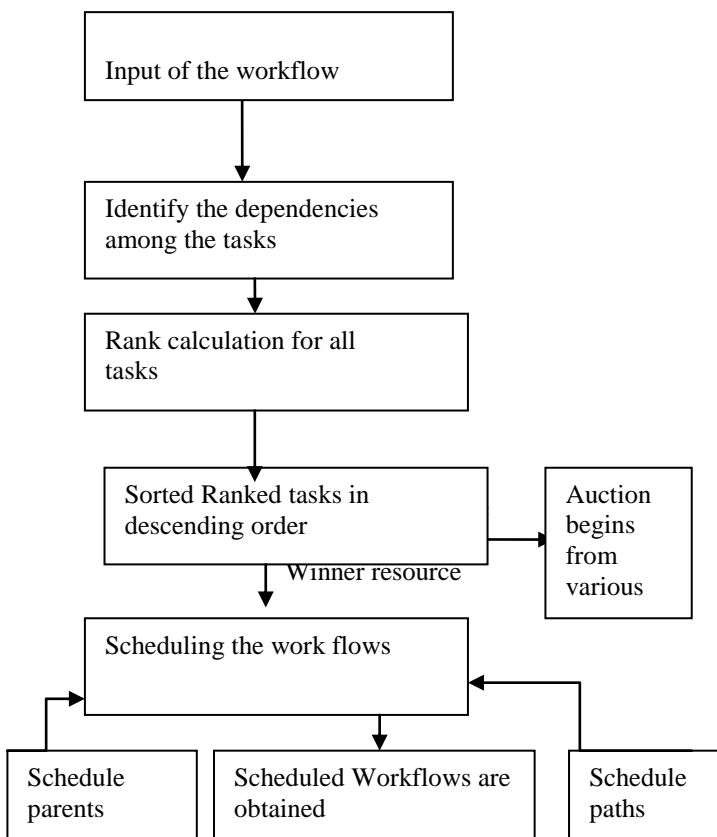 Input of the workflow
Identify the dependencies
among the tasks
Rank calculation for all
tasks
Sorted Ranked tasks in
descending order
Auction
begins
from
various
Winner resource
Scheduling the work flows
Schedule
parents
Scheduled Workflows are
obtained
Schedule
paths